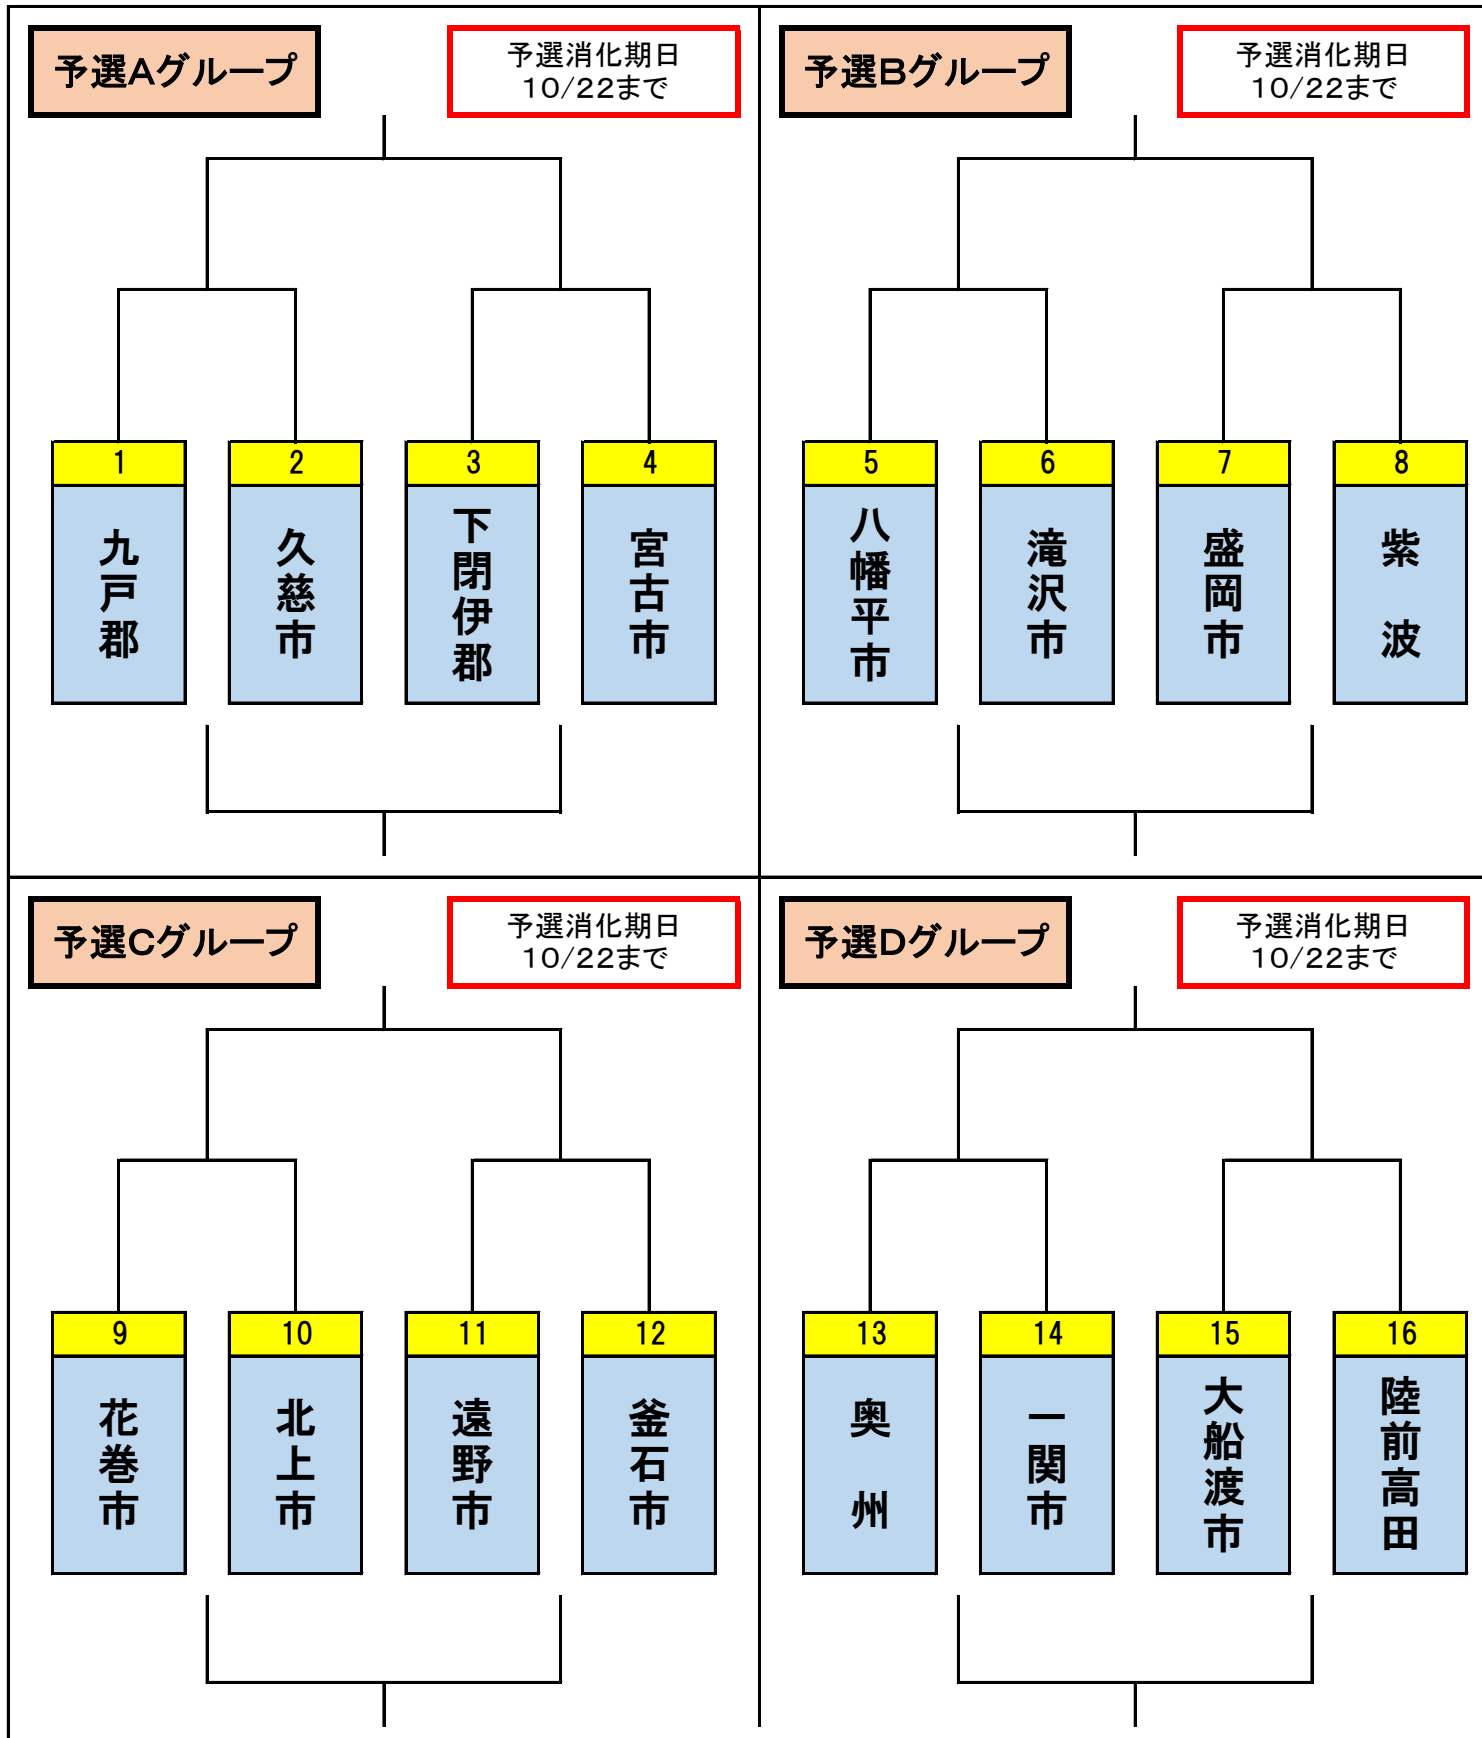 予選Aグループ
予選消化期日
10/22まで
1
2
3
4
九戸郡
久慈市
下閉伊郡
宮古市
予選Bグループ
予選消化期日
10/22まで
5
6
7
8
八幡平市
滝沢市
盛岡市
紫波
予選Cグループ
予選消化期日
10/22まで
9
10
11
12
花巻市
北上市
遠野市
釜石市
予選Dグループ
予選消化期日
10/22まで
13
14
15
16
奥州
一関市
大船渡市
陸前高田